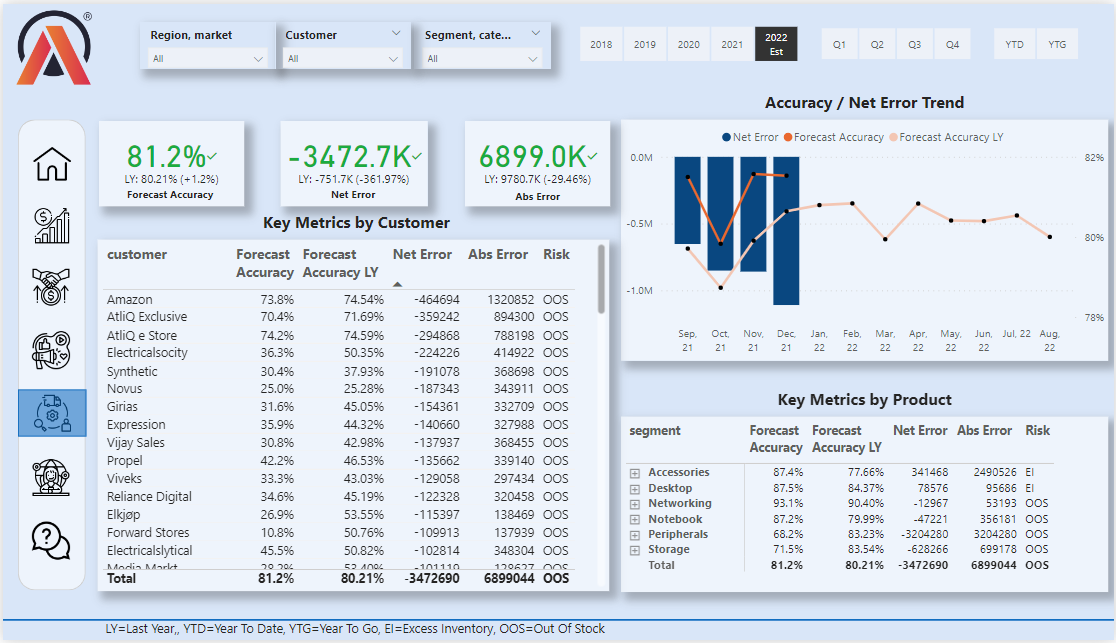 ®
Region, market
All
Customer
All
Segment, cate...
All
2018 2019 2020 2021 2022 Est
Q1 Q2 Q3 Q4
YTD YTG
81.2%
LY: 80.21% (+1.2%)
Forecast Accuracy
-3472.7K
LY: -751.7K (-361.97%)
Net Error
6899.0K
LY: 9780.7K (-29.46%)
Abs Error
Key Metrics by Customer
customer Forecast Accuracy Forecast Accuracy LY Net Error Abs Error Risk
Amazon 73.8% 74.54% -464694 1320852 OOS
AtliQ Exclusive 70.4% 71.69% -359242 894300 OOS
AtliQ e Store 74.2% 74.59% -294868 788198 OOS
Electricalsocity 36.3% 50.35% -224226 414922 OOS
Synthetic 30.4% 37.93% -191078 368698 OOS
Novus 25.0% 25.28% -187343 343911 OOS
Girias 31.6% 45.05% -154361 332709 OOS
Expression 35.9% 44.32% -140660 327988 OOS
Vijay Sales 30.8% 42.98% -137937 368455 OOS
Propel 42.2% 46.53% -135662 339140 OOS
Viveks 33.3% 43.03% -129058 297434 OOS
Reliance Digital 34.6% 45.19% -122328 320458 OOS
Elkjøp 26.9% 53.55% -115397 138469 OOS
Forward Stores 10.8% 50.76% -109913 137939 OOS
Electricalslytical 45.5% 50.82% -102814 348304 OOS
Media Markt 28.2% 53.40% -101119 128627 OOS
Total 81.2% 80.21% -3472690 6899044 OOS
Accuracy / Net Error Trend
Net Error Forecast Accuracy Forecast Accuracy LY
0.0M
-0.5M
-1.0M
82%
80%
78%
Sep, 21 Oct, 21 Nov, 21 Dec, 21 Jan, 22 Feb, 22 Mar, 22 Apr, 22 May, 22 Jun, 22 Jul, 22 Aug, 22
Key Metrics by Product
segment Forecast Accuracy Forecast Accuracy LY Net Error Abs Error Risk
Accessories 87.4% 77.66% 341468 2490526 EI
Desktop 87.5% 84.37% 78576 95686 EI
Networking 93.1% 90.40% -12967 53193 OOS
Notebook 87.2% 79.99% -47221 356181 OOS
Peripherals 68.2% 83.23% -3204280 3204280 OOS
Storage 71.5% 83.54% -628266 699178 OOS
Total 81.2% 80.21% -3472690 6899044 OOS
LY=Last Year,, YTD=Year To Date, YTG=Year To Go, EI=Excess Inventory, OOS=Out Of Stock